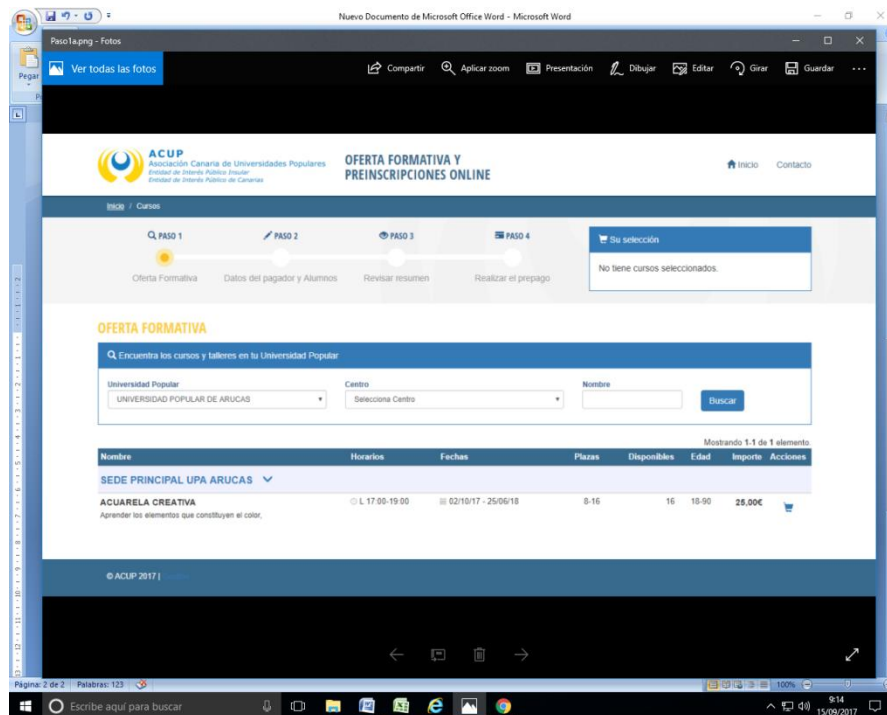 Nuevo Documento de Microsoft Office Word - Microsoft Word
Paso1a.png - Fotos
Pegar
Ver todas las fotos
Compartir
Aplicar zoom
Presentación
Dibujar
Editar
Girar
Guardar
ACUP
Asociación Canaria de Universidades Populares
Entidad de Interés Público Insular
Entidad de Interés Público de Canarias
OFERTA FORMATIVA Y
PREINSCRIPCIONES ONLINE
Inicio Contacto
Inicio / Cursos
PASO 1 PASO 2 PASO 3 PASO 4
Oferta Formativa Datos del pagador y Alumnos Revisar resumen Realizar el prepago
Su selección
No tiene cursos seleccionados.
OFERTA FORMATIVA
Encuentra los cursos y talleres en tu Universidad Popular
Universidad Popular Centro Nombre
UNIVERSIDAD POPULAR DE ARUCAS Selecciona Centro Buscar
Mostrando 1-1 de 1 elemento.
Nombre Horarios Fechas Plazas Disponibles Edad Importe Acciones
SEDE PRINCIPAL UPA ARUCAS
ACUARELA CREATIVA L 17:00-19:00 02/10/17 - 25/06/18 8-16 16 18-90 25,00€
Aprender los elementos que constituyen el color,
© ACUP 2017 |
Página: 2 de 2 Palabras: 123 100%
Escribe aquí para buscar
9:14
15/09/2017